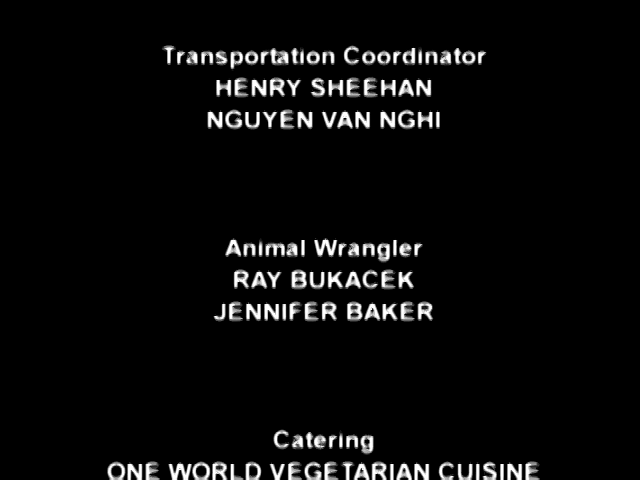 Transportation Coordinator
HENRY SHEEHAN
NGUYEN VAN NGHI
Animal Wrangler
RAY BUKACEK
JENNIFER BAKER
Catering
ONE WORLD VEGETARIAN CUISINE